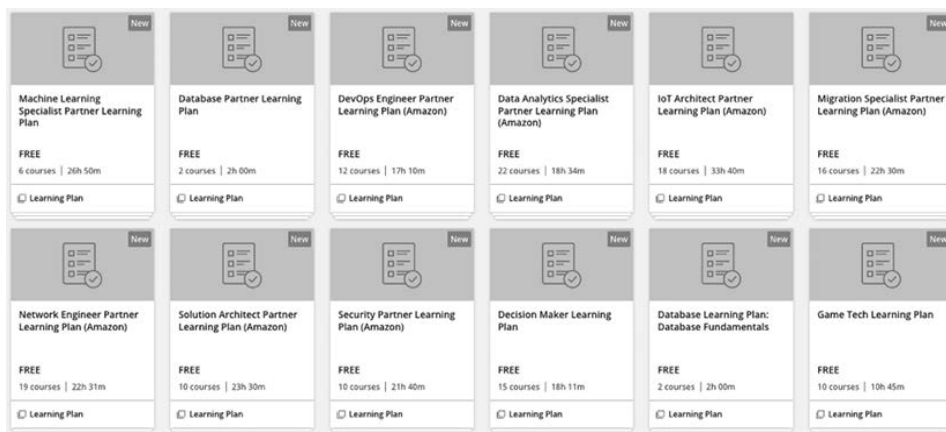 New
Machine Learning
Specialist Partner Learning
Plan
FREE
6 courses | 26h 50m
Learning Plan
New
Database Partner Learning
Plan
FREE
2 courses | 2h 00m
Learning Plan
New
DevOps Engineer Partner
Learning Plan (Amazon)
FREE
12 courses | 17h 10m
Learning Plan
New
Data Analytics Specialist
Partner Learning Plan
(Amazon)
FREE
22 courses | 18h 34m
Learning Plan
New
IoT Architect Partner
Learning Plan (Amazon)
FREE
18 courses | 33h 40m
Learning Plan
New
Migration Specialist Partner
Learning Plan (Amazon)
FREE
16 courses | 22h 30m
Learning Plan
New
Network Engineer Partner
Learning Plan (Amazon)
FREE
19 courses | 22h 31m
Learning Plan
New
Solution Architect Partner
Learning Plan (Amazon)
FREE
10 courses | 23h 30m
Learning Plan
New
Security Partner Learning
Plan (Amazon)
FREE
10 courses | 21h 40m
Learning Plan
New
Decision Maker Learning
Plan
FREE
15 courses | 18h 11m
Learning Plan
New
Database Learning Plan:
Database Fundamentals
FREE
2 courses | 2h 00m
Learning Plan
New
Game Tech Learning Plan
FREE
10 courses | 10h 45m
Learning Plan